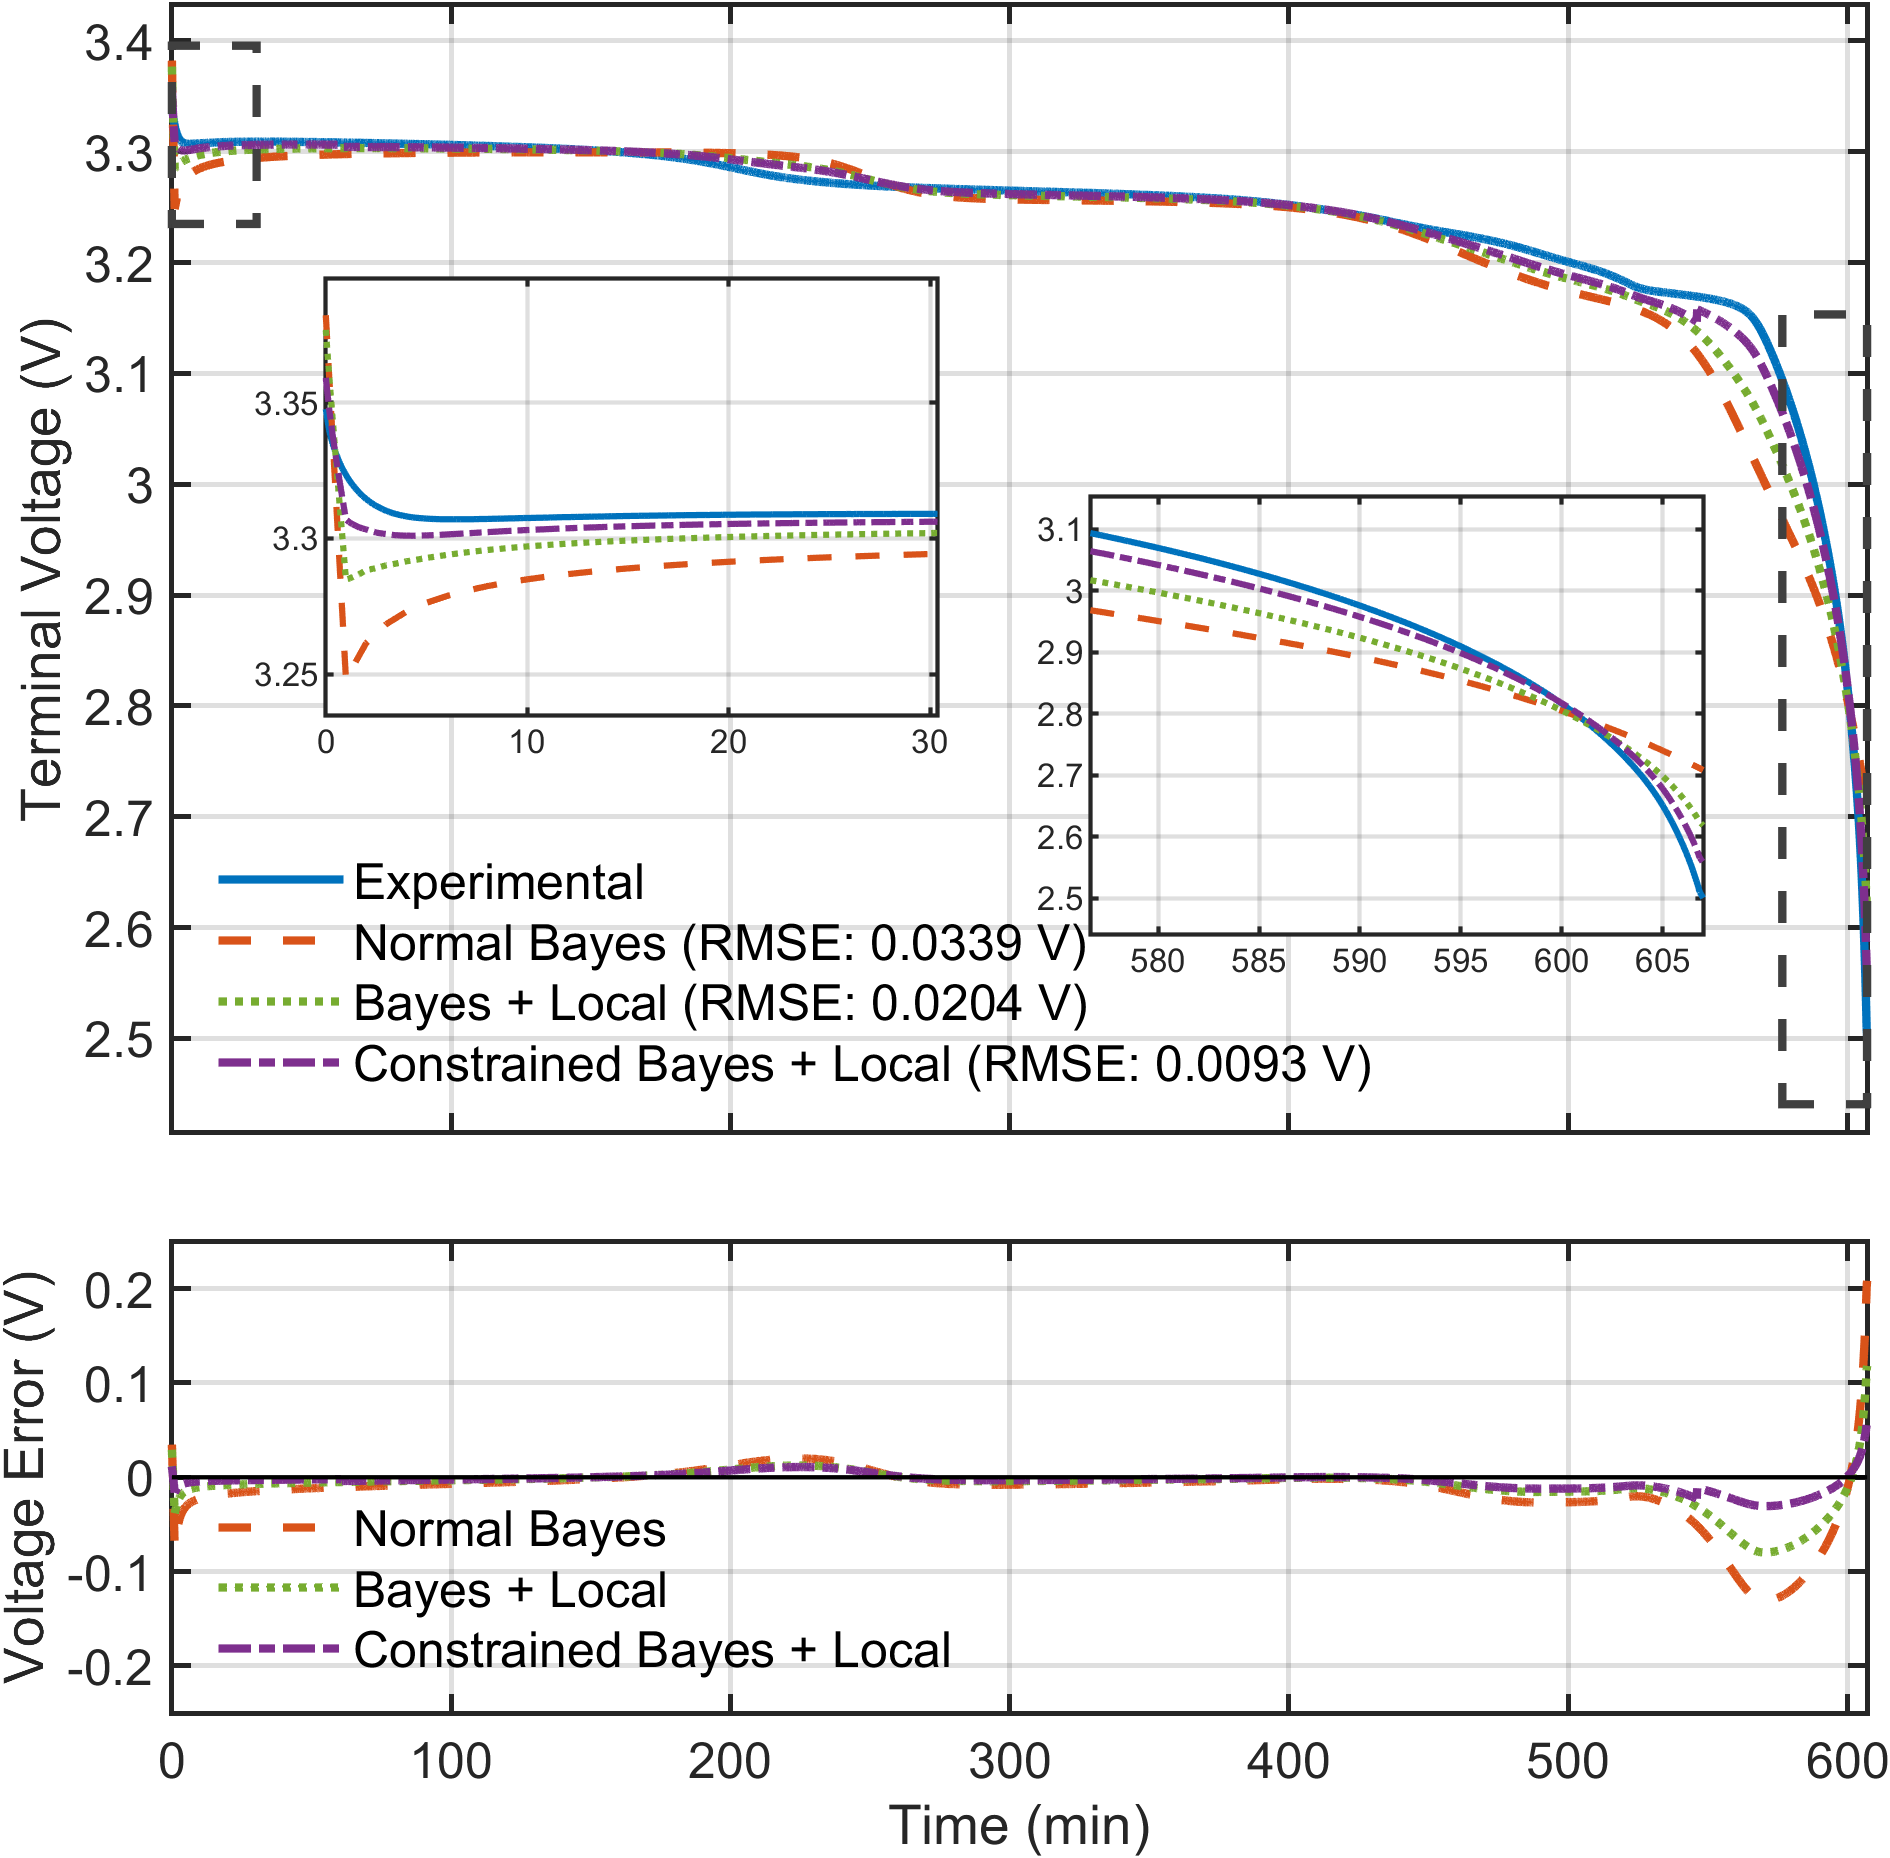 3.4
3.3
3.2
3.1
3
2.9
2.8
2.7
2.6
2.5
Terminal Voltage (V)
3.35
3.3
3.25
0 10 20 30
3.1
3
2.9
2.8
2.7
2.6
2.5
580 585 590 595 600 605
Experimental
Normal Bayes (RMSE: 0.0339 V)
Bayes + Local (RMSE: 0.0204 V)
Constrained Bayes + Local (RMSE: 0.0093 V)
0.2
0.1
0
-0.1
-0.2
Voltage Error (V)
Normal Bayes
Bayes + Local
Constrained Bayes + Local
0 100 200 300 400 500 600
Time (min)